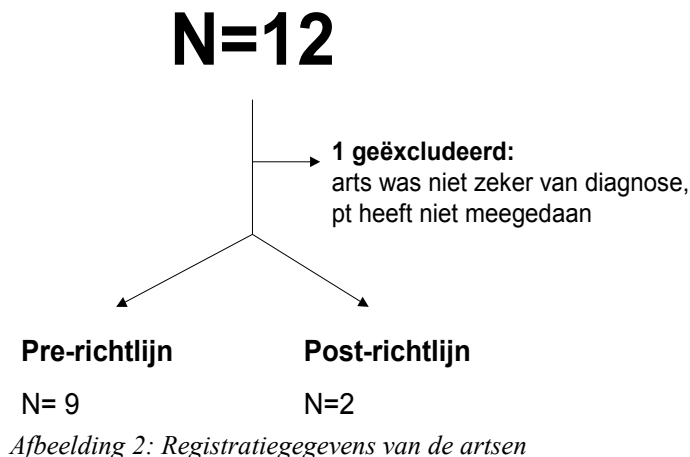 N=12
1 geëxcludeerd:
arts was niet zeker van diagnose,
pt heeft niet meegedaan
Pre-richtlijn
Post-richtlijn
N= 9
N=2
Afbeelding 2: Registratiegegevens van de artsen